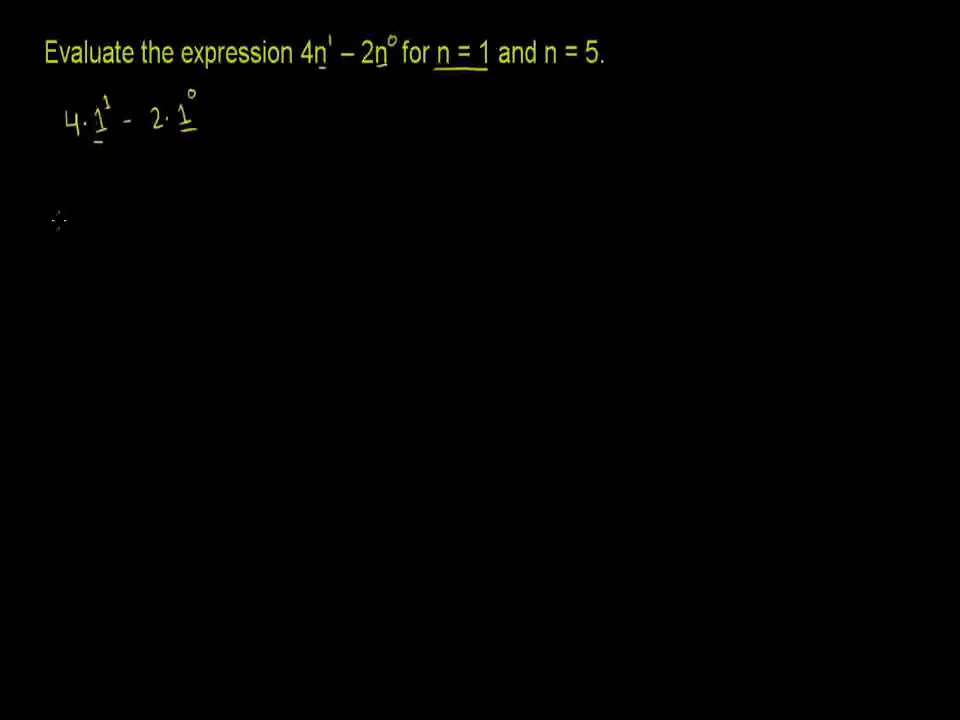 Evaluate the expression 4n¹ – 2n⁰ for n = 1 and n = 5.
4 · 1¹ - 2 · 1⁰